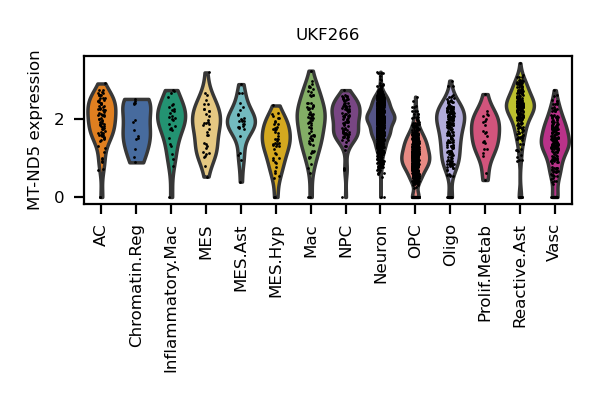 UKF266
MT-ND5 expression
2
0
AC
Chromatin.Reg
Inflammatory.Mac
MES
MES.Ast
MES.Hyp
Mac
NPC
Neuron
OPC
Oligo
Prolif.Metab
Reactive.Ast
Vasc